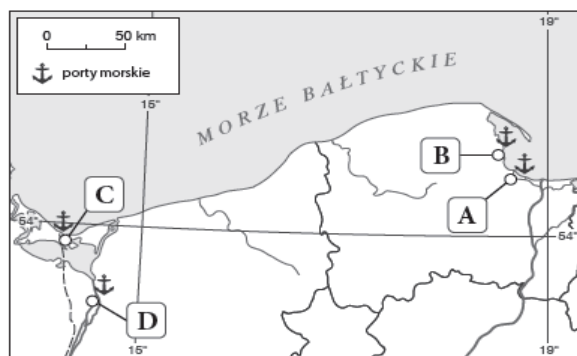 0 50 km
porty morskie
19°
15°
MORZE BAŁTYCKIE
B
A
C
54°
54°
D
15°
19°